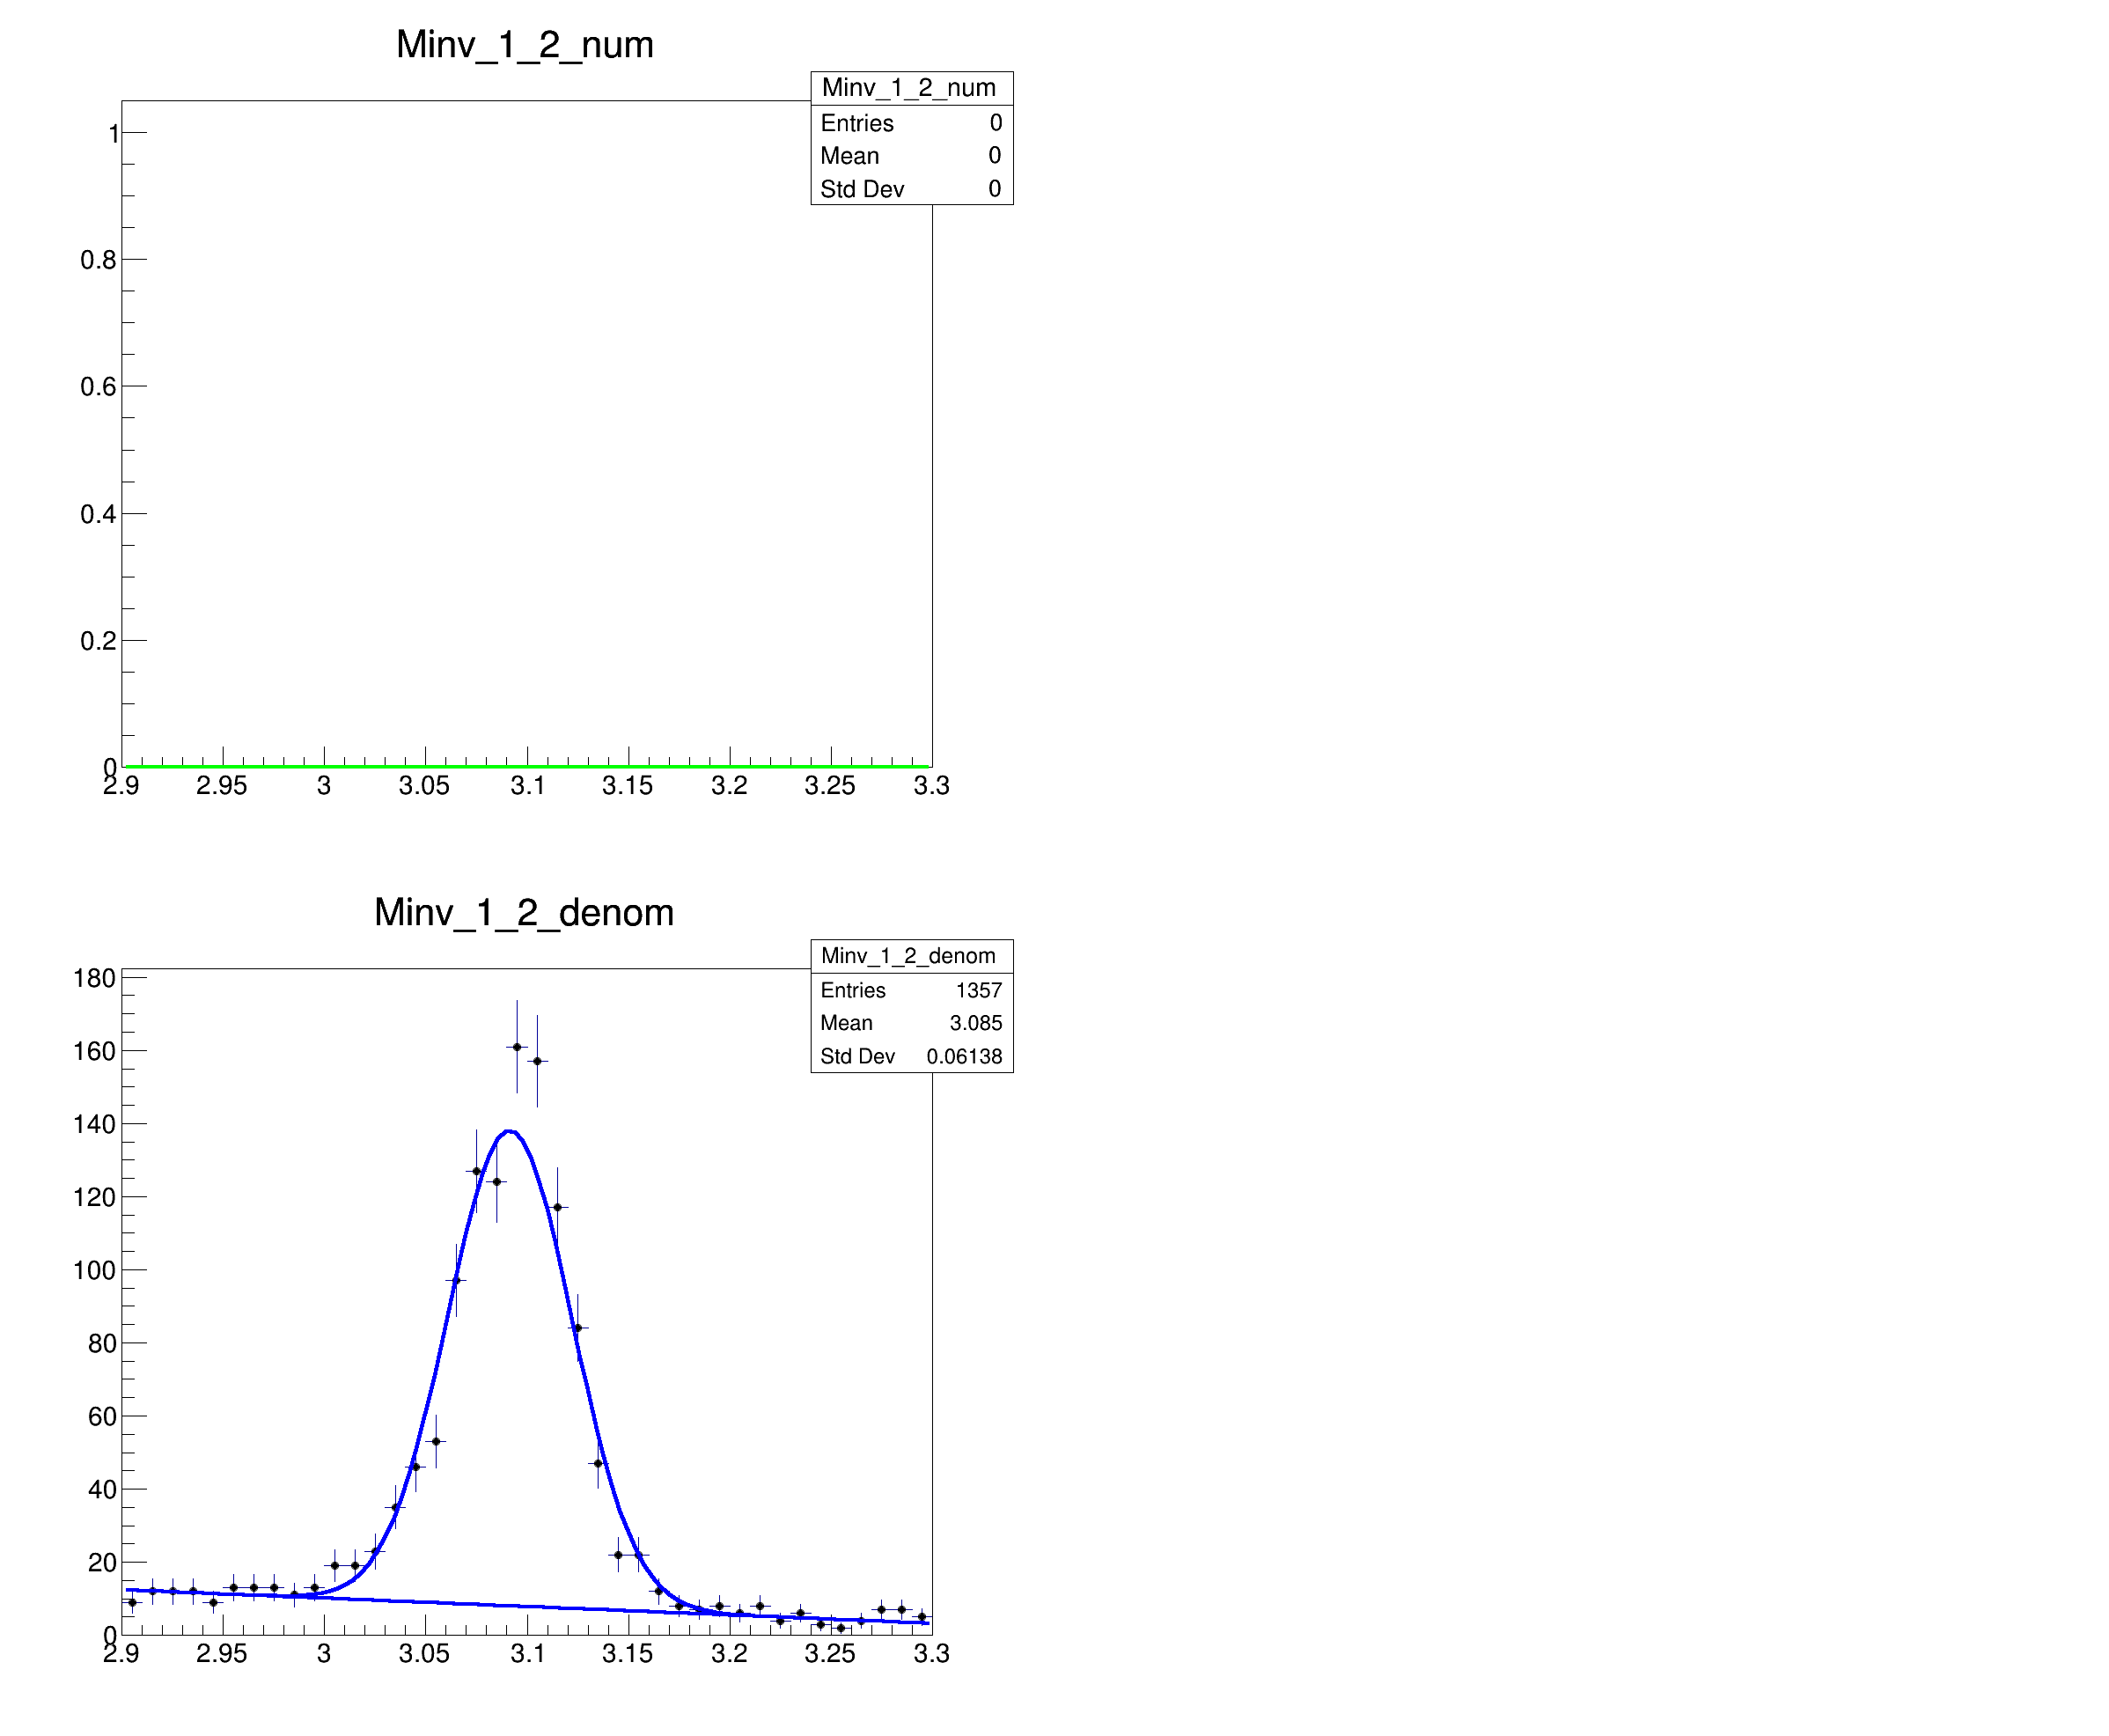 Minv_1_2_num
Minv_1_2_num
Entries 0
Mean 0
Std Dev 0
1
0.8
0.6
0.4
0.2
0
2.9 2.95 3 3.05 3.1 3.15 3.2 3.25 3.3
Minv_1_2_denom
Minv_1_2_denom
Entries 1357
Mean 3.085
Std Dev 0.06138
180
160
140
120
100
80
60
40
20
0
2.9 2.95 3 3.05 3.1 3.15 3.2 3.25 3.3